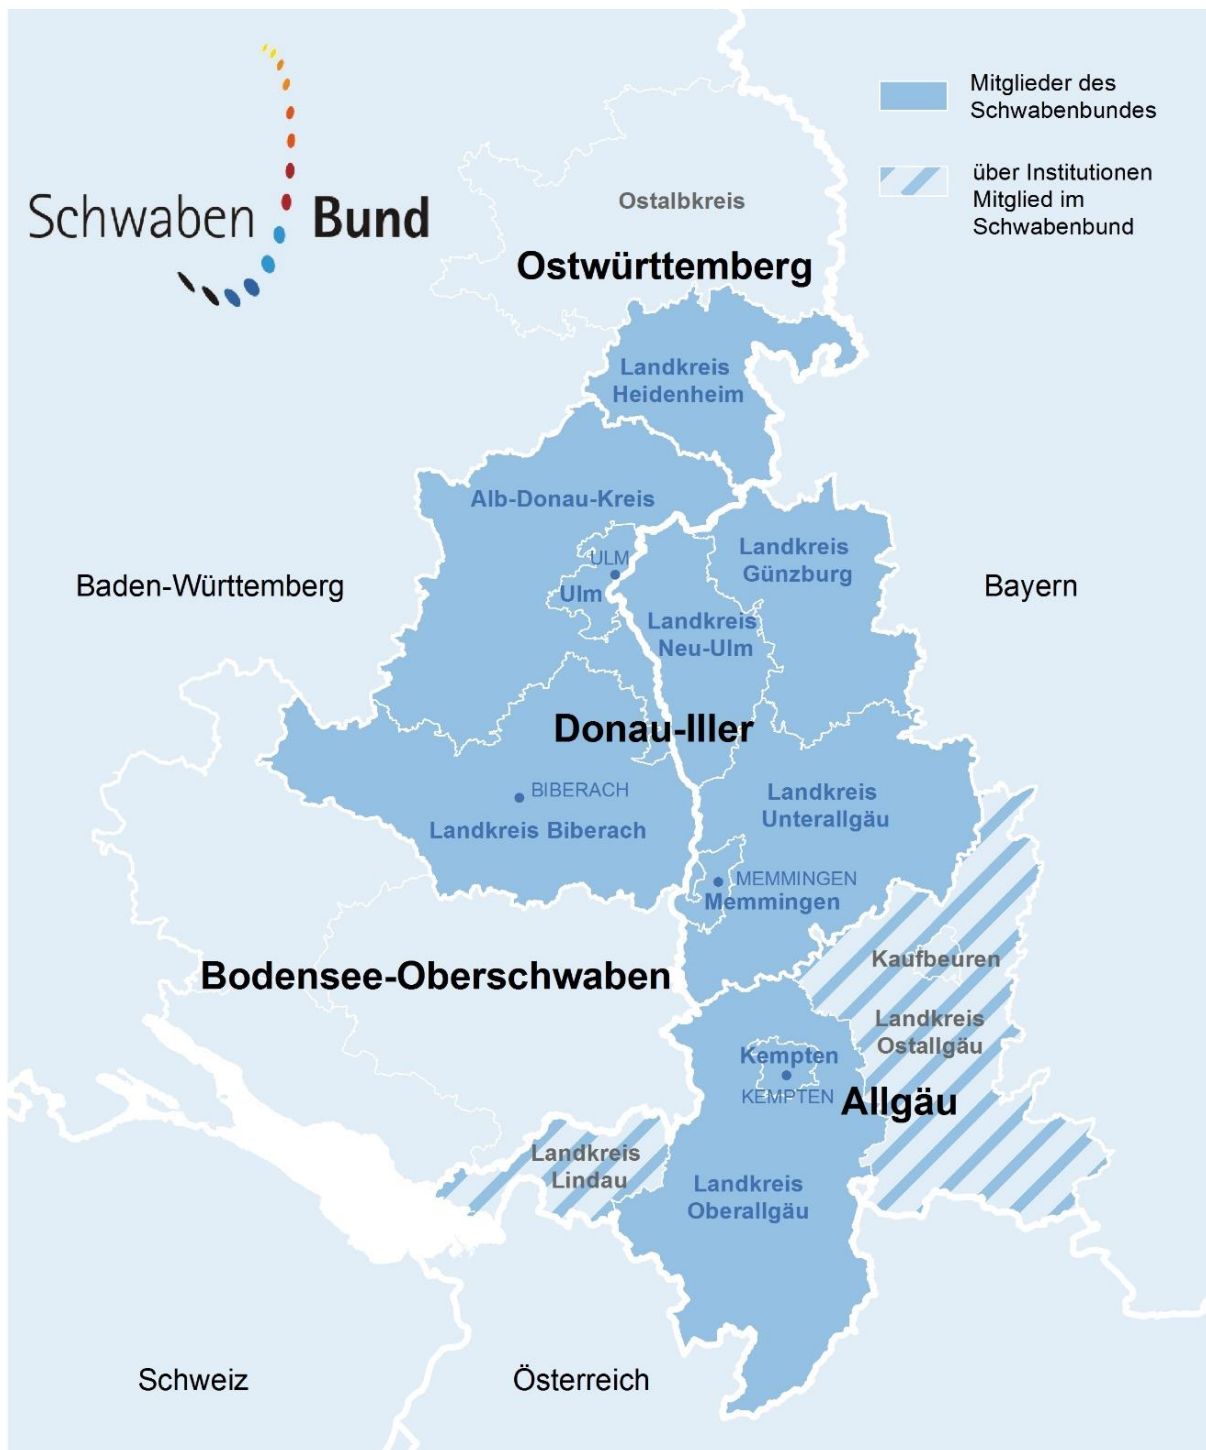 Schwaben Bund
Mitglieder des
Schwabenbundes
über Institutionen
Mitglied im
Schwabenbund
Ostalbkreis
Ostwürttemberg
Landkreis
Heidenheim
Alb-Donau-Kreis
ULM
Ulm
Landkreis
Günzburg
Landkreis
Neu-Ulm
Baden-Württemberg
Bayern
Donau-Iller
BIBERACH
Landkreis Biberach
Landkreis
Unterallgäu
MEMMINGEN
Memmingen
Bodensee-Oberschwaben
Kaufbeuren
Landkreis
Ostallgäu
Kempten
KEMPTEN
Allgäu
Landkreis
Lindau
Landkreis
Oberallgäu
Schweiz
Österreich